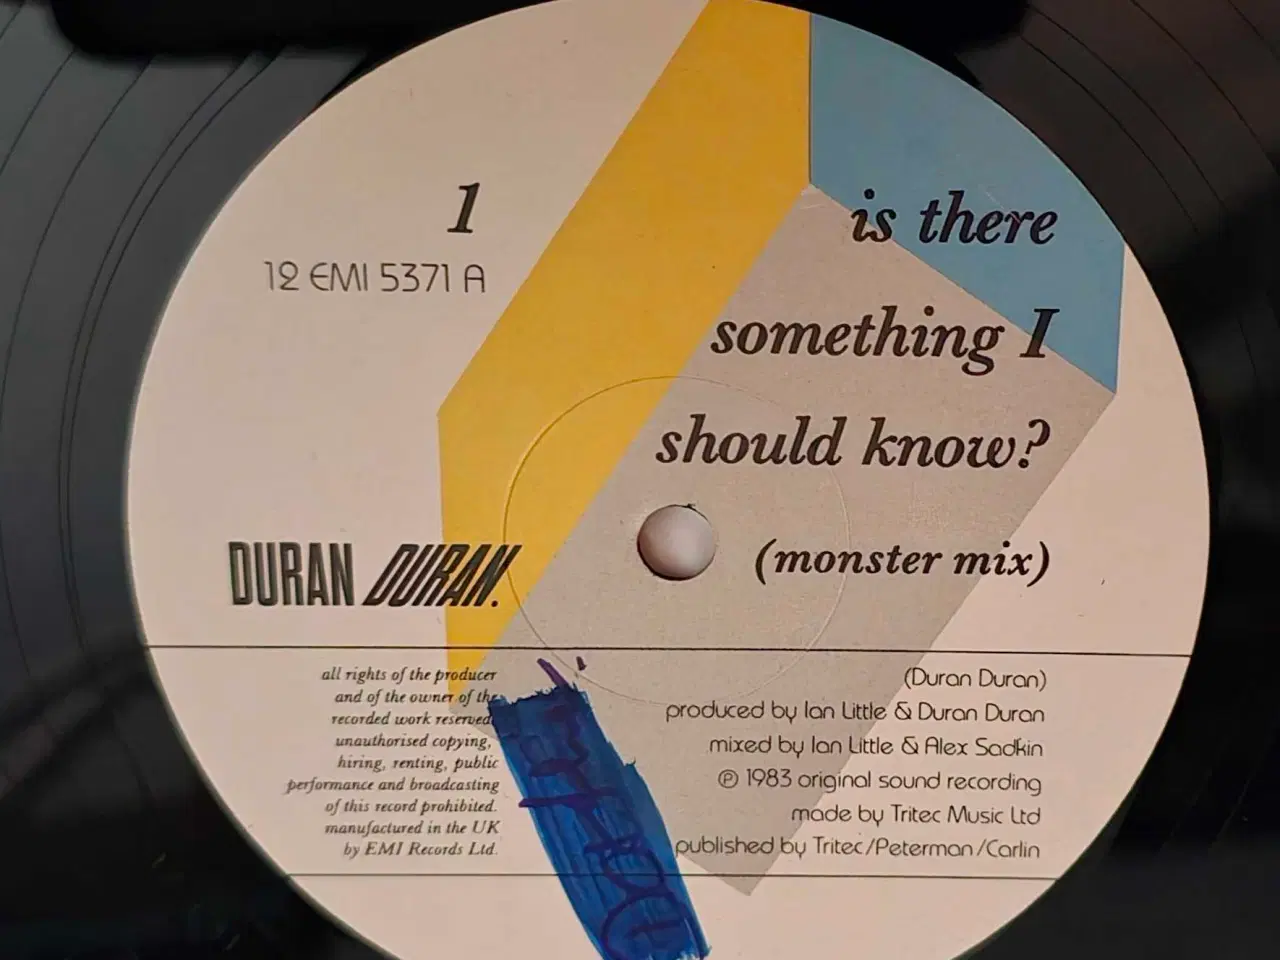 1
12 EMI 5371 A
is there
something I
should know?
(monster mix)
DURAN DURAN.
all rights of the producer
and of the owner of the
recorded work reserved.
unauthorised copying,
hiring, renting, public
performance and broadcasting
of this record prohibited.
manufactured in the UK
by EMI Records Ltd.
(Duran Duran)
produced by Ian Little & Duran Duran
mixed by Ian Little & Alex Sadkin
℗ 1983 original sound recording
made by Tritec Music Ltd
published by Tritec/Peterman/Carlin